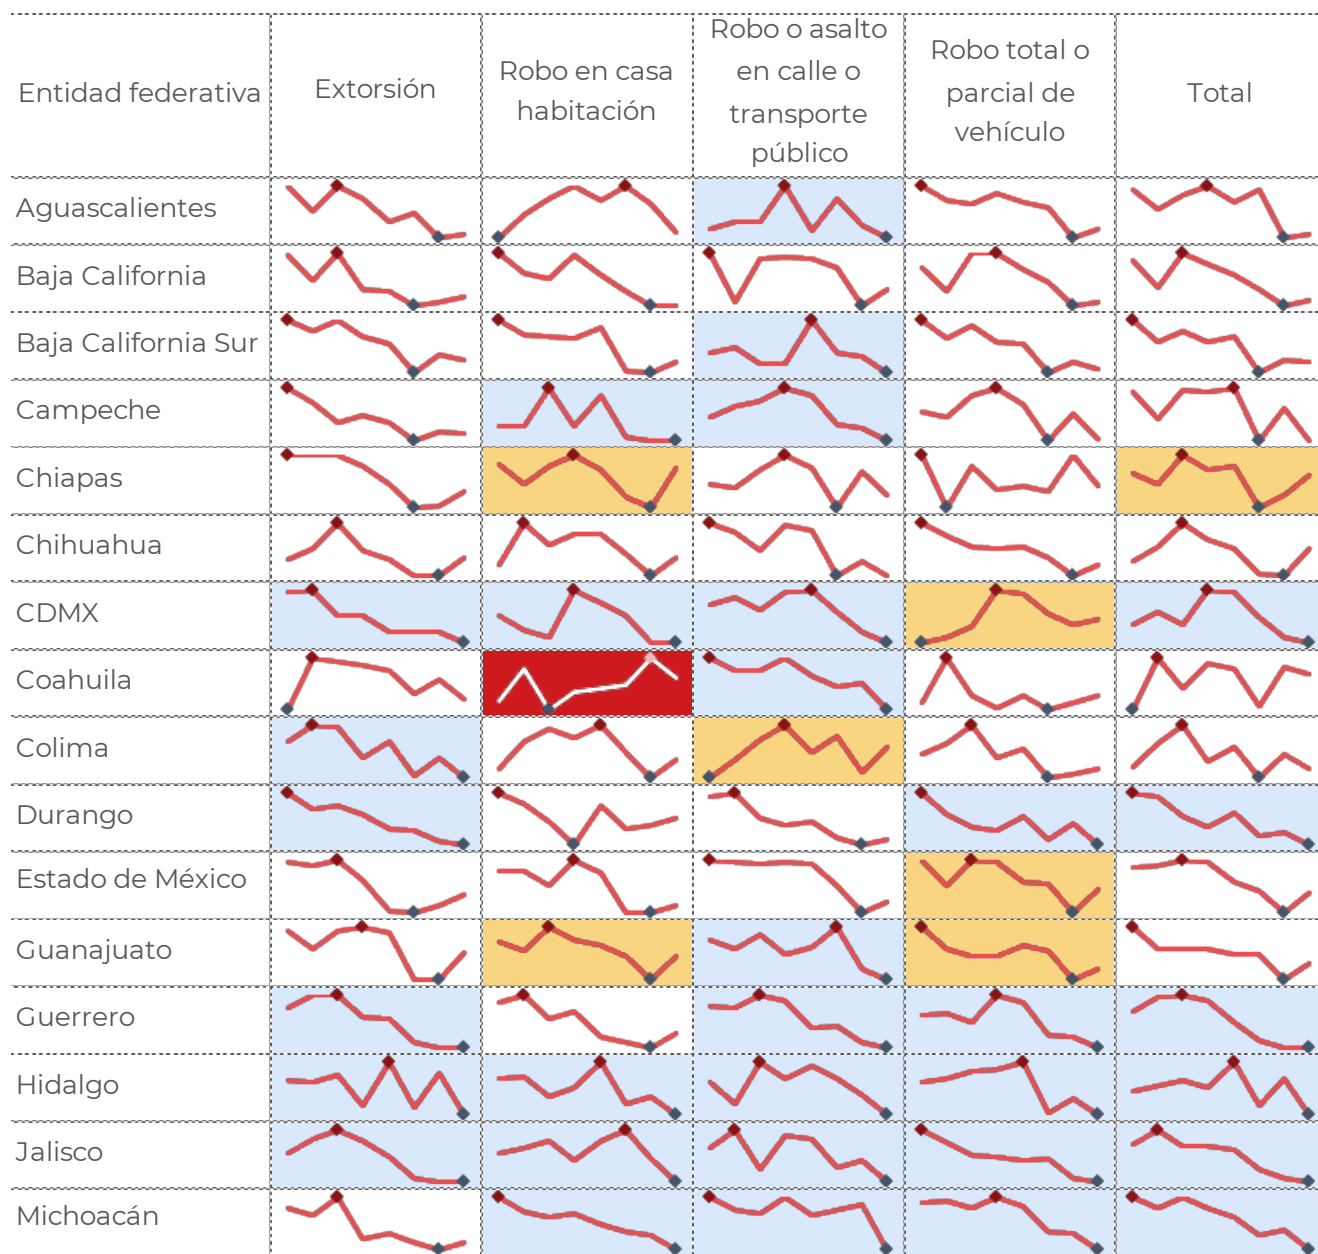 Entidad federativa
Extorsión
Robo en casa
habitación
Robo o asalto
en calle o
transporte
público
Robo total o
parcial de
vehículo
Total
Aguascalientes
Baja California
Baja California Sur
Campeche
Chiapas
Chihuahua
CDMX
Coahuila
Colima
Durango
Estado de México
Guanajuato
Guerrero
Hidalgo
Jalisco
Michoacán